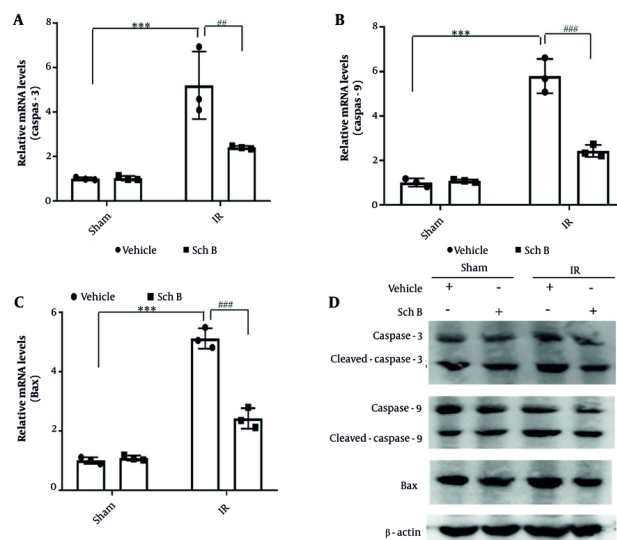 A
***
##
8
6
4
2
0
Relative mRNA levels
(caspas - 3)
Sham
IR
Vehicle
Sch B
B
***
###
8
6
4
2
0
Relative mRNA levels
(caspas - 9)
Sham
IR
Vehicle
Sch B
C
Vehicle
Sch B
***
###
6
4
2
0
Relative mRNA levels
(Bax)
Sham
IR
D
Sham
IR
Vehicle + - + -
Sch B - + - +
Caspase - 3
Cleaved - caspase - 3
Caspase - 9
Cleaved - caspase - 9
Bax
β - actin